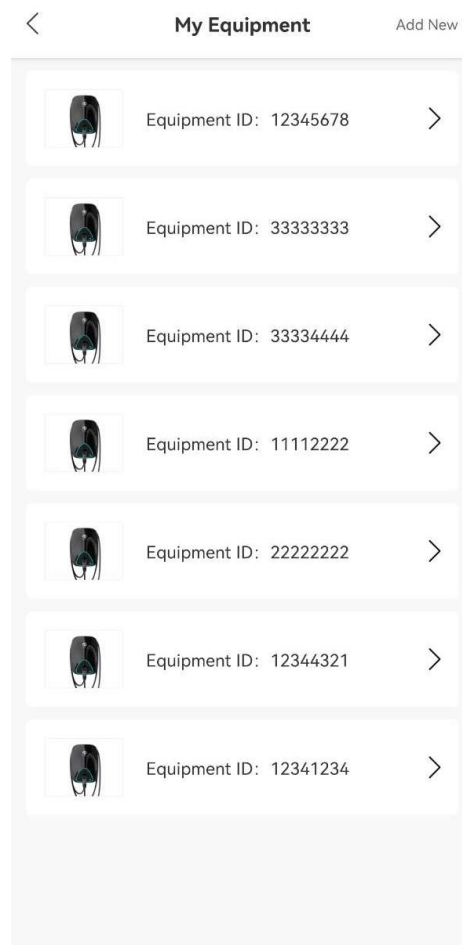 My Equipment
Add New
Equipment ID: 12345678
Equipment ID: 33333333
Equipment ID: 33334444
Equipment ID: 11112222
Equipment ID: 22222222
Equipment ID: 12344321
Equipment ID: 12341234